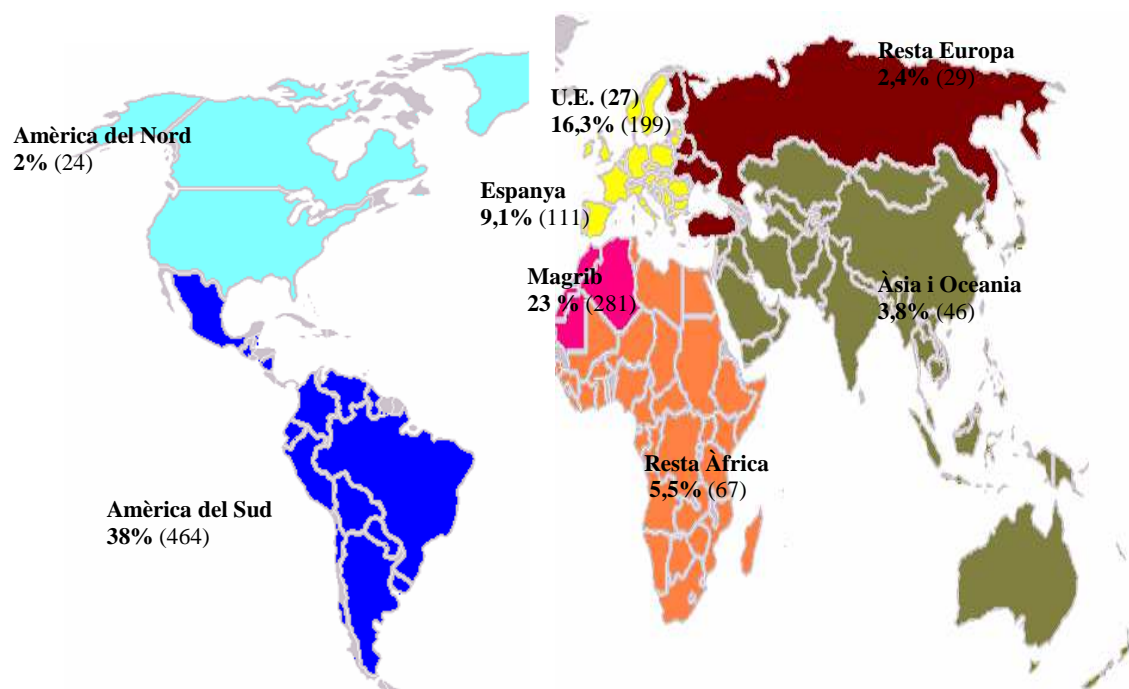 Resta Europa
2,4% (29)
U.E. (27)
16,3% (199)
Amèrica del Nord
2% (24)
Espanya
9,1% (111)
Magrib
23 % (281)
Àsia i Oceania
3,8% (46)
Resta Àfrica
5,5% (67)
Amèrica del Sud
38% (464)